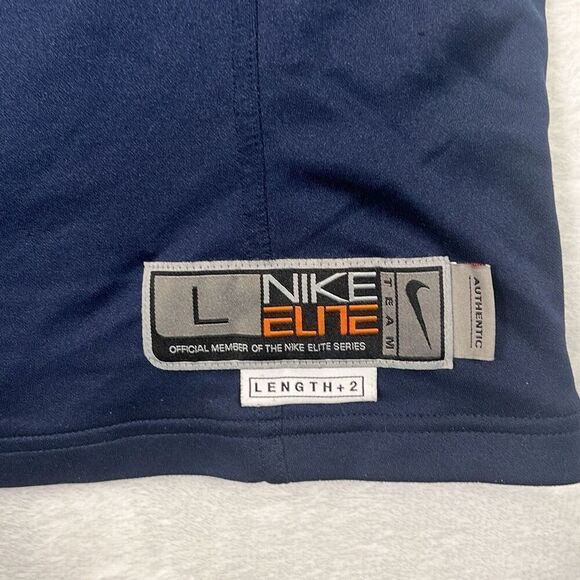 L
NIKE
ELITE
TEAM
OFFICIAL MEMBER OF THE NIKE ELITE SERIES
AUTHENTIC
LENGTH+2